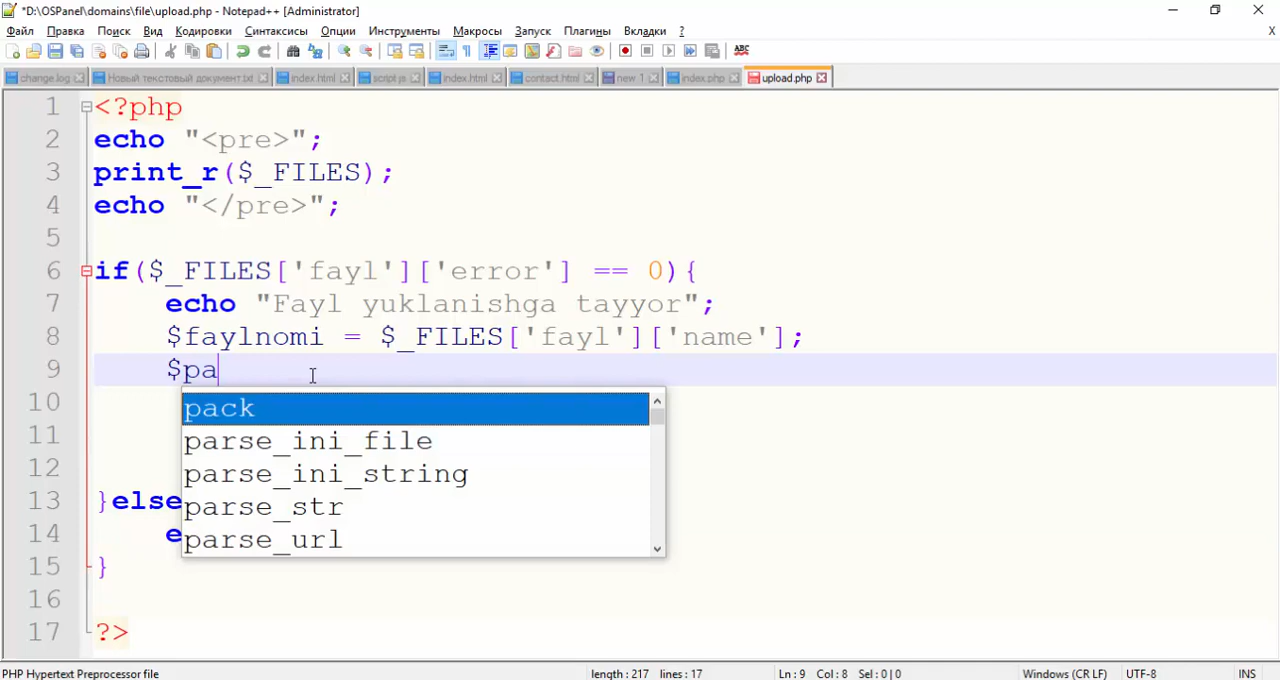 *D:\OSPanel\domains\file\upload.php - Notepad++ [Administrator]
Файл Правка Поиск Вид Кодировки Синтаксисы Опции Инструменты Макросы Запуск Плагины Вкладки ? X
ABC
change.log Новый текстовый документ.txt index.html script.js index.html contact.html new 1 index.php upload.php
1 <?php
2 echo "<pre>";
3 print_r($_FILES);
4 echo "</pre>";
5
6 if($_FILES['fayl']['error'] == 0){
7 echo "Fayl yuklanishga tayyor";
8 $faylnomi = $_FILES['fayl']['name'];
9 $pa
10 pack
11 parse_ini_file
12 parse_ini_string
13 }else parse_str
14 e parse_url
15 }
16
17 ?>
PHP Hypertext Preprocessor file length : 217 lines : 17 Ln : 9 Col : 8 Sel : 0 | 0 Windows (CR LF) UTF-8 INS